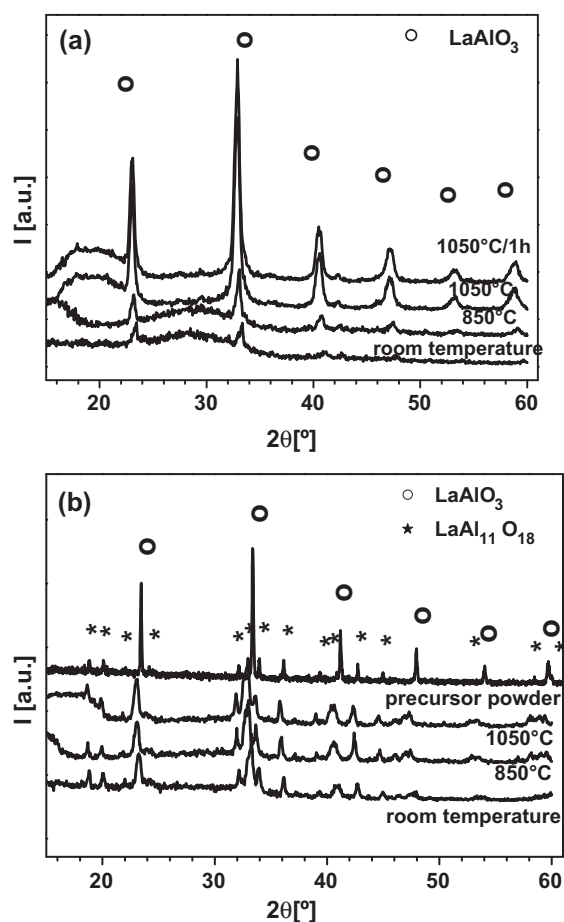 (a)
O LaAlO₃
1050°C/1h
1050°C
850°C
room temperature
I [a.u.]
20 30 40 50 60
2θ[º]
(b)
○ LaAlO₃
★ LaAl₁₁ O₁₈
* * * * * * * * * * * * * * *
precursor powder
1050°C
850°C
room temperature
I [a.u.]
20 30 40 50 60
2θ[º]